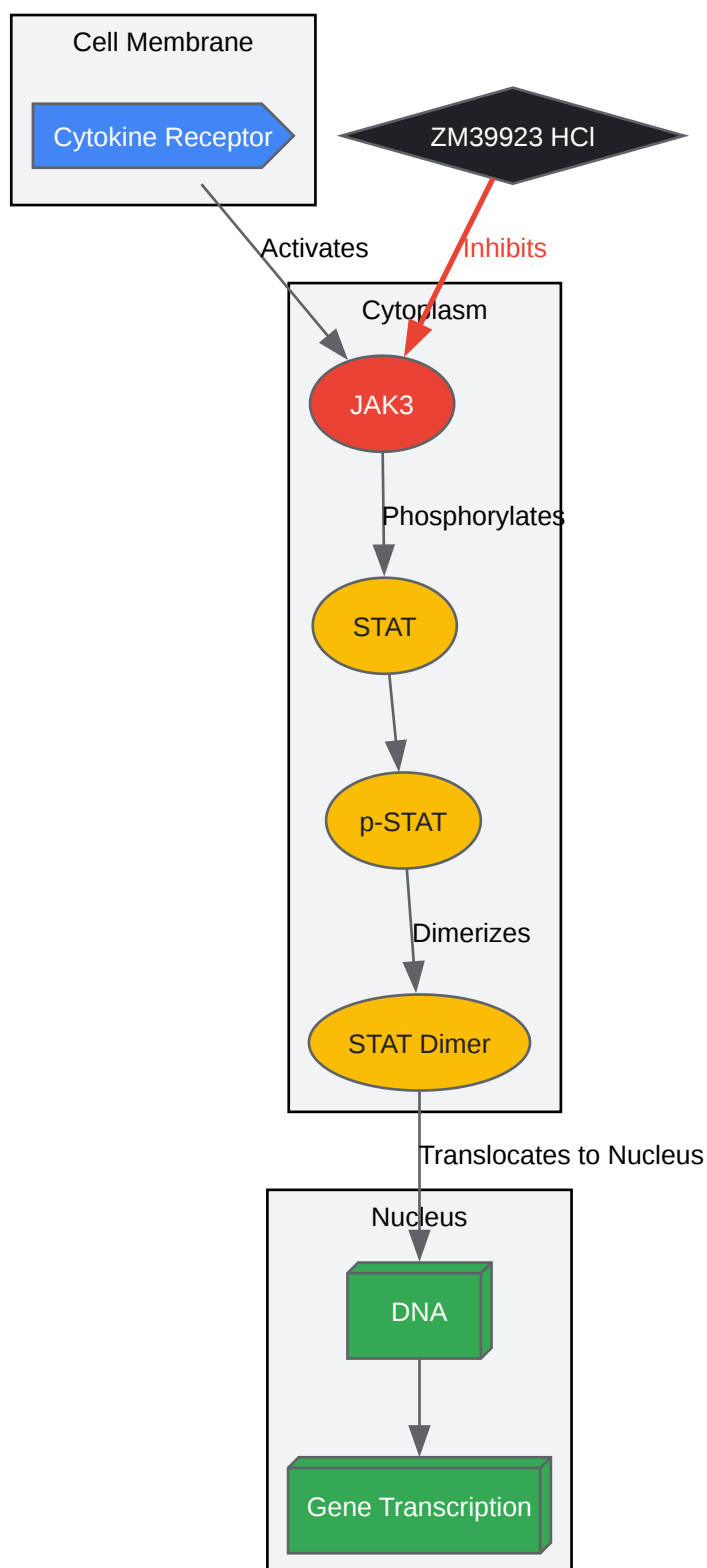 Cell Membrane
Cytokine Receptor
ZM39923 HCl
Activates
Inhibits
Cytoplasm
JAK3
Phosphorylates
STAT
p-STAT
Dimerizes
STAT Dimer
Translocates to Nucleus
Nucleus
DNA
Gene Transcription